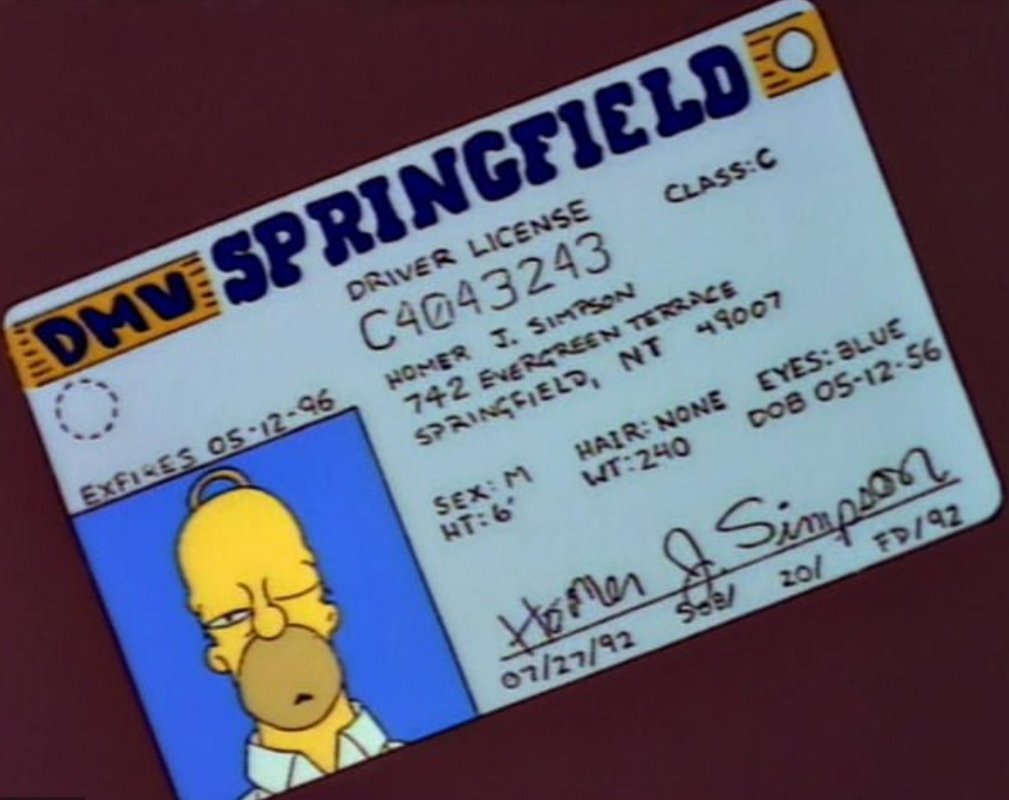 DMV SPRINGFIELD
DRIVER LICENSE CLASS:C
C4043243
HOMER J. SIMPSON
742 EVERGREEN TERRACE
SPRINGFIELD, NT 49007
EXPIRES 05-12-96
SEX: M HAIR: NONE EYES: BLUE
HT: 6' WT: 240 DOB 05-12-56
Homer J. Simpson
07/27/92 SOB/ 201 FD/92